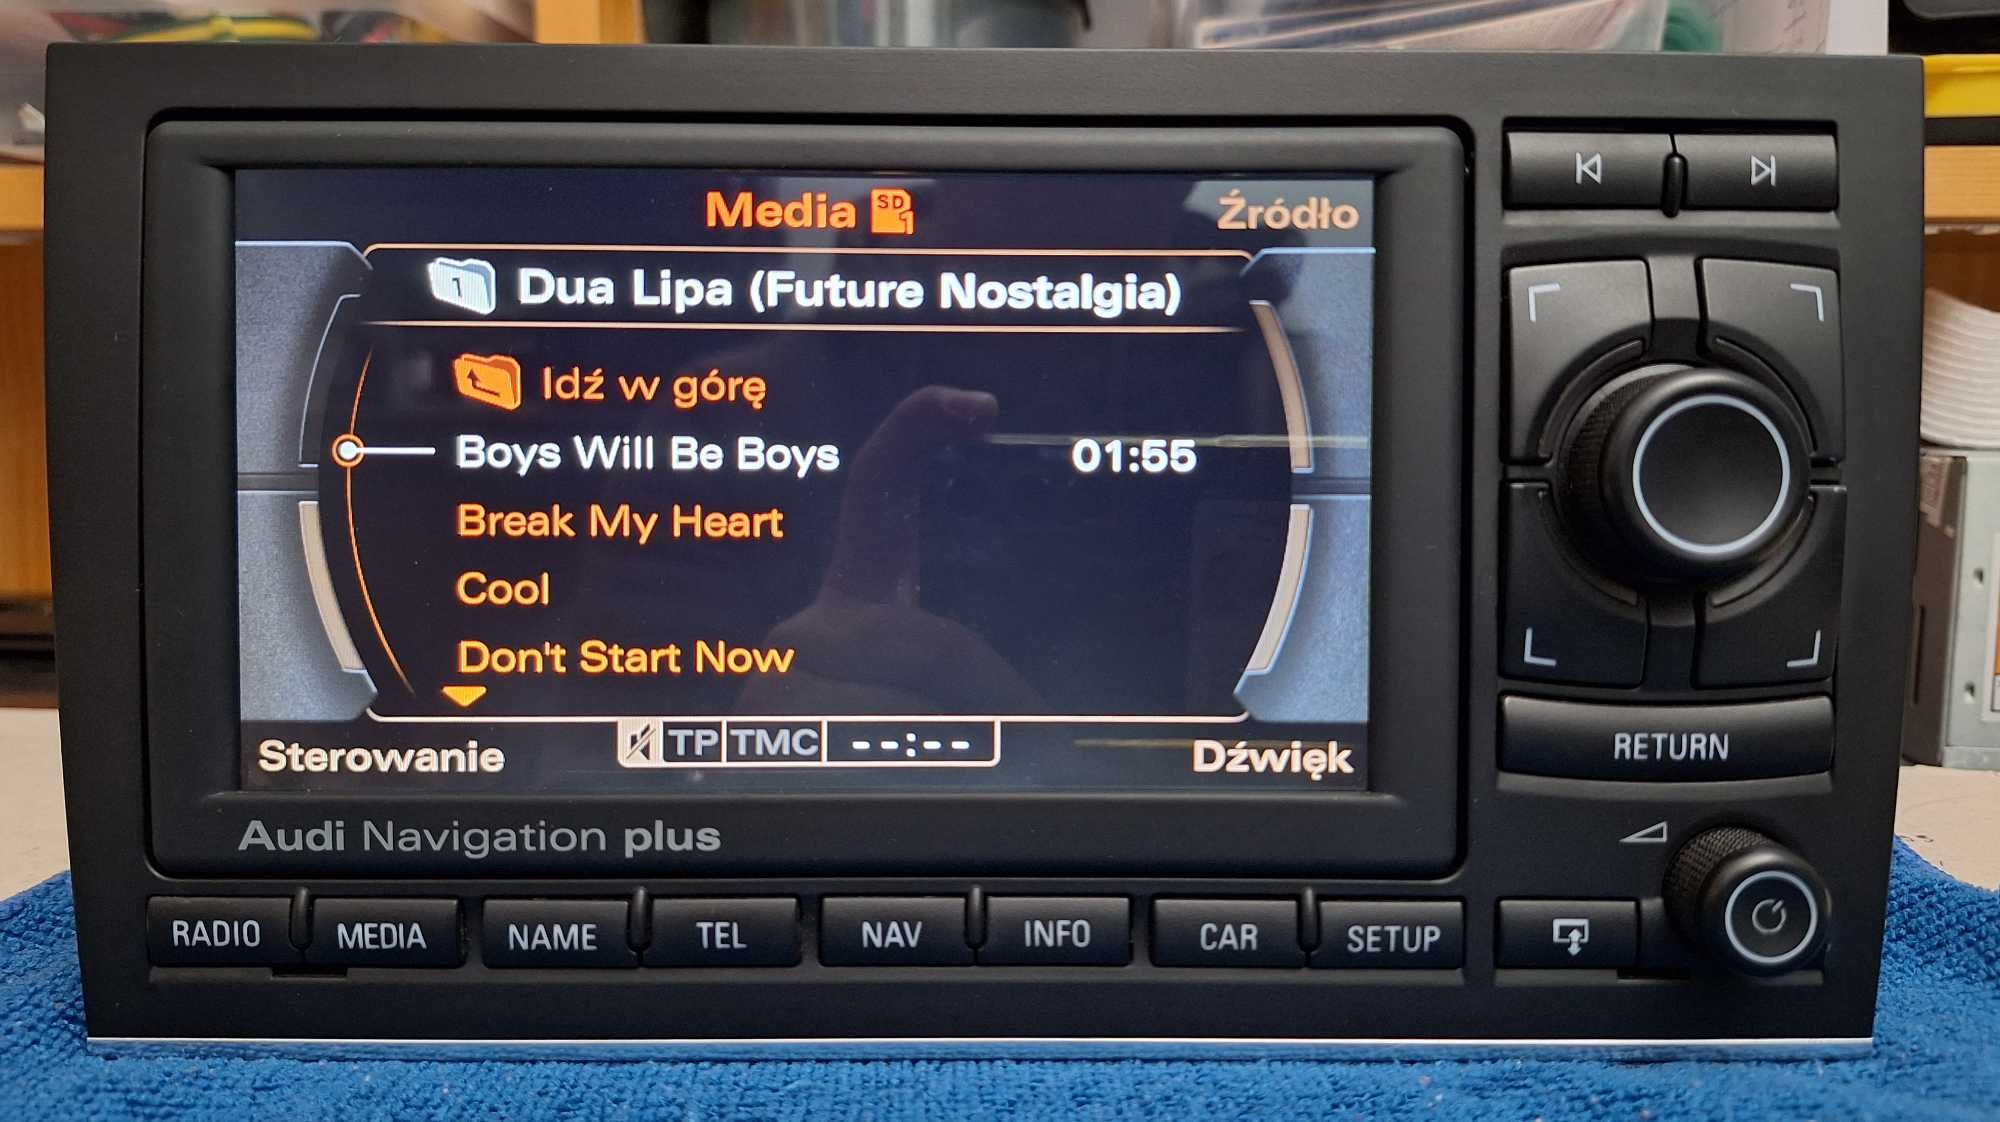 Media SD 1
Źródło
1 Dua Lipa (Future Nostalgia)
Idź w górę
Boys Will Be Boys 01:55
Break My Heart
Cool
Don't Start Now
Sterowanie
TP TMC --:--
Dźwięk
RETURN
Audi Navigation plus
RADIO MEDIA NAME TEL NAV INFO CAR SETUP